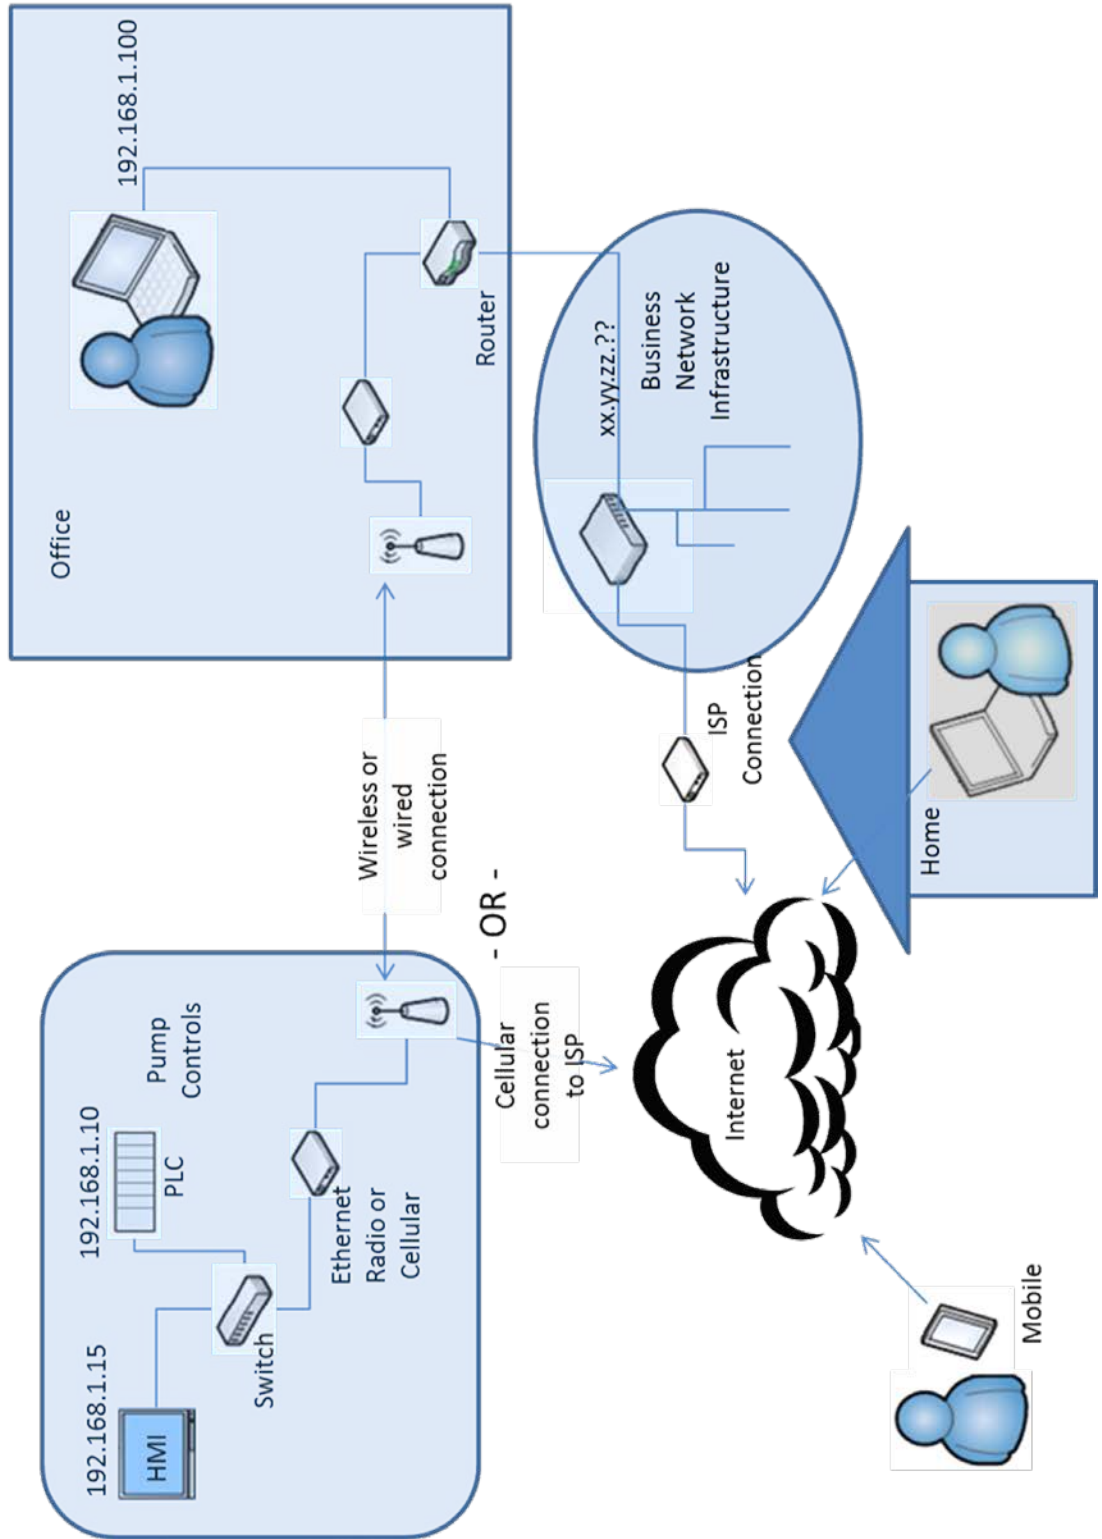 192.168.1.15
HMI
Switch
192.168.1.10
PLC
Pump
Controls
Ethernet
Radio or
Cellular
Wireless or
wired
connection
- OR -
Cellular
connection
to ISP
Office
192.168.1.100
Router
xx.yy.zz.??
Business
Network
Infrastructure
ISP
Connection
Internet
Mobile
Home